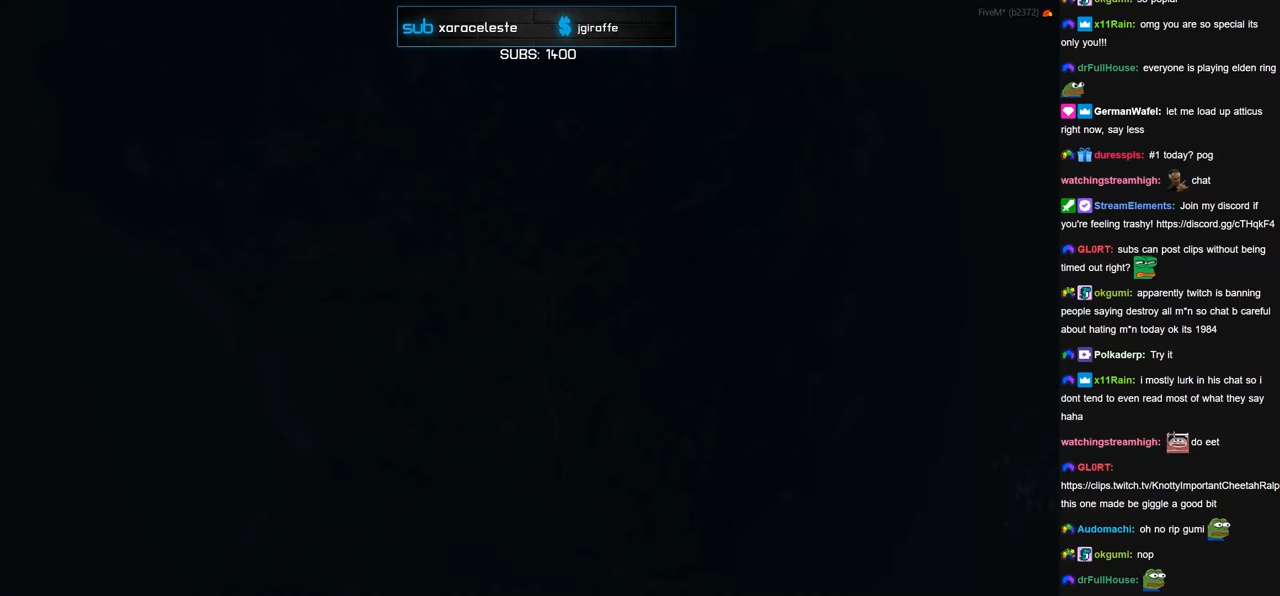 sub xaraceleste $ jgiraffe
SUBS: 1400
FiveM* (b2372)
x11Rain: omg you are so special its
only you!!!
drFullHouse: everyone is playing elden ring
GermanWafel: let me load up atticus
right now, say less
duresspls: #1 today? pog
watchingstreamhigh: chat
StreamElements: Join my discord if
you're feeling trashy! https://discord.gg/cTHqkF4
GL0RT: subs can post clips without being
timed out right?
okgumi: apparently twitch is banning
people saying destroy all m*n so chat b careful
about hating m*n today ok its 1984
Polkaderp: Try it
x11Rain: i mostly lurk in his chat so i
dont tend to even read most of what they say
haha
watchingstreamhigh: do eet
GL0RT:
https://clips.twitch.tv/KnottyImportantCheetahRalp
this one made be giggle a good bit
Audomachi: oh no rip gumi
okgumi: nop
drFullHouse: